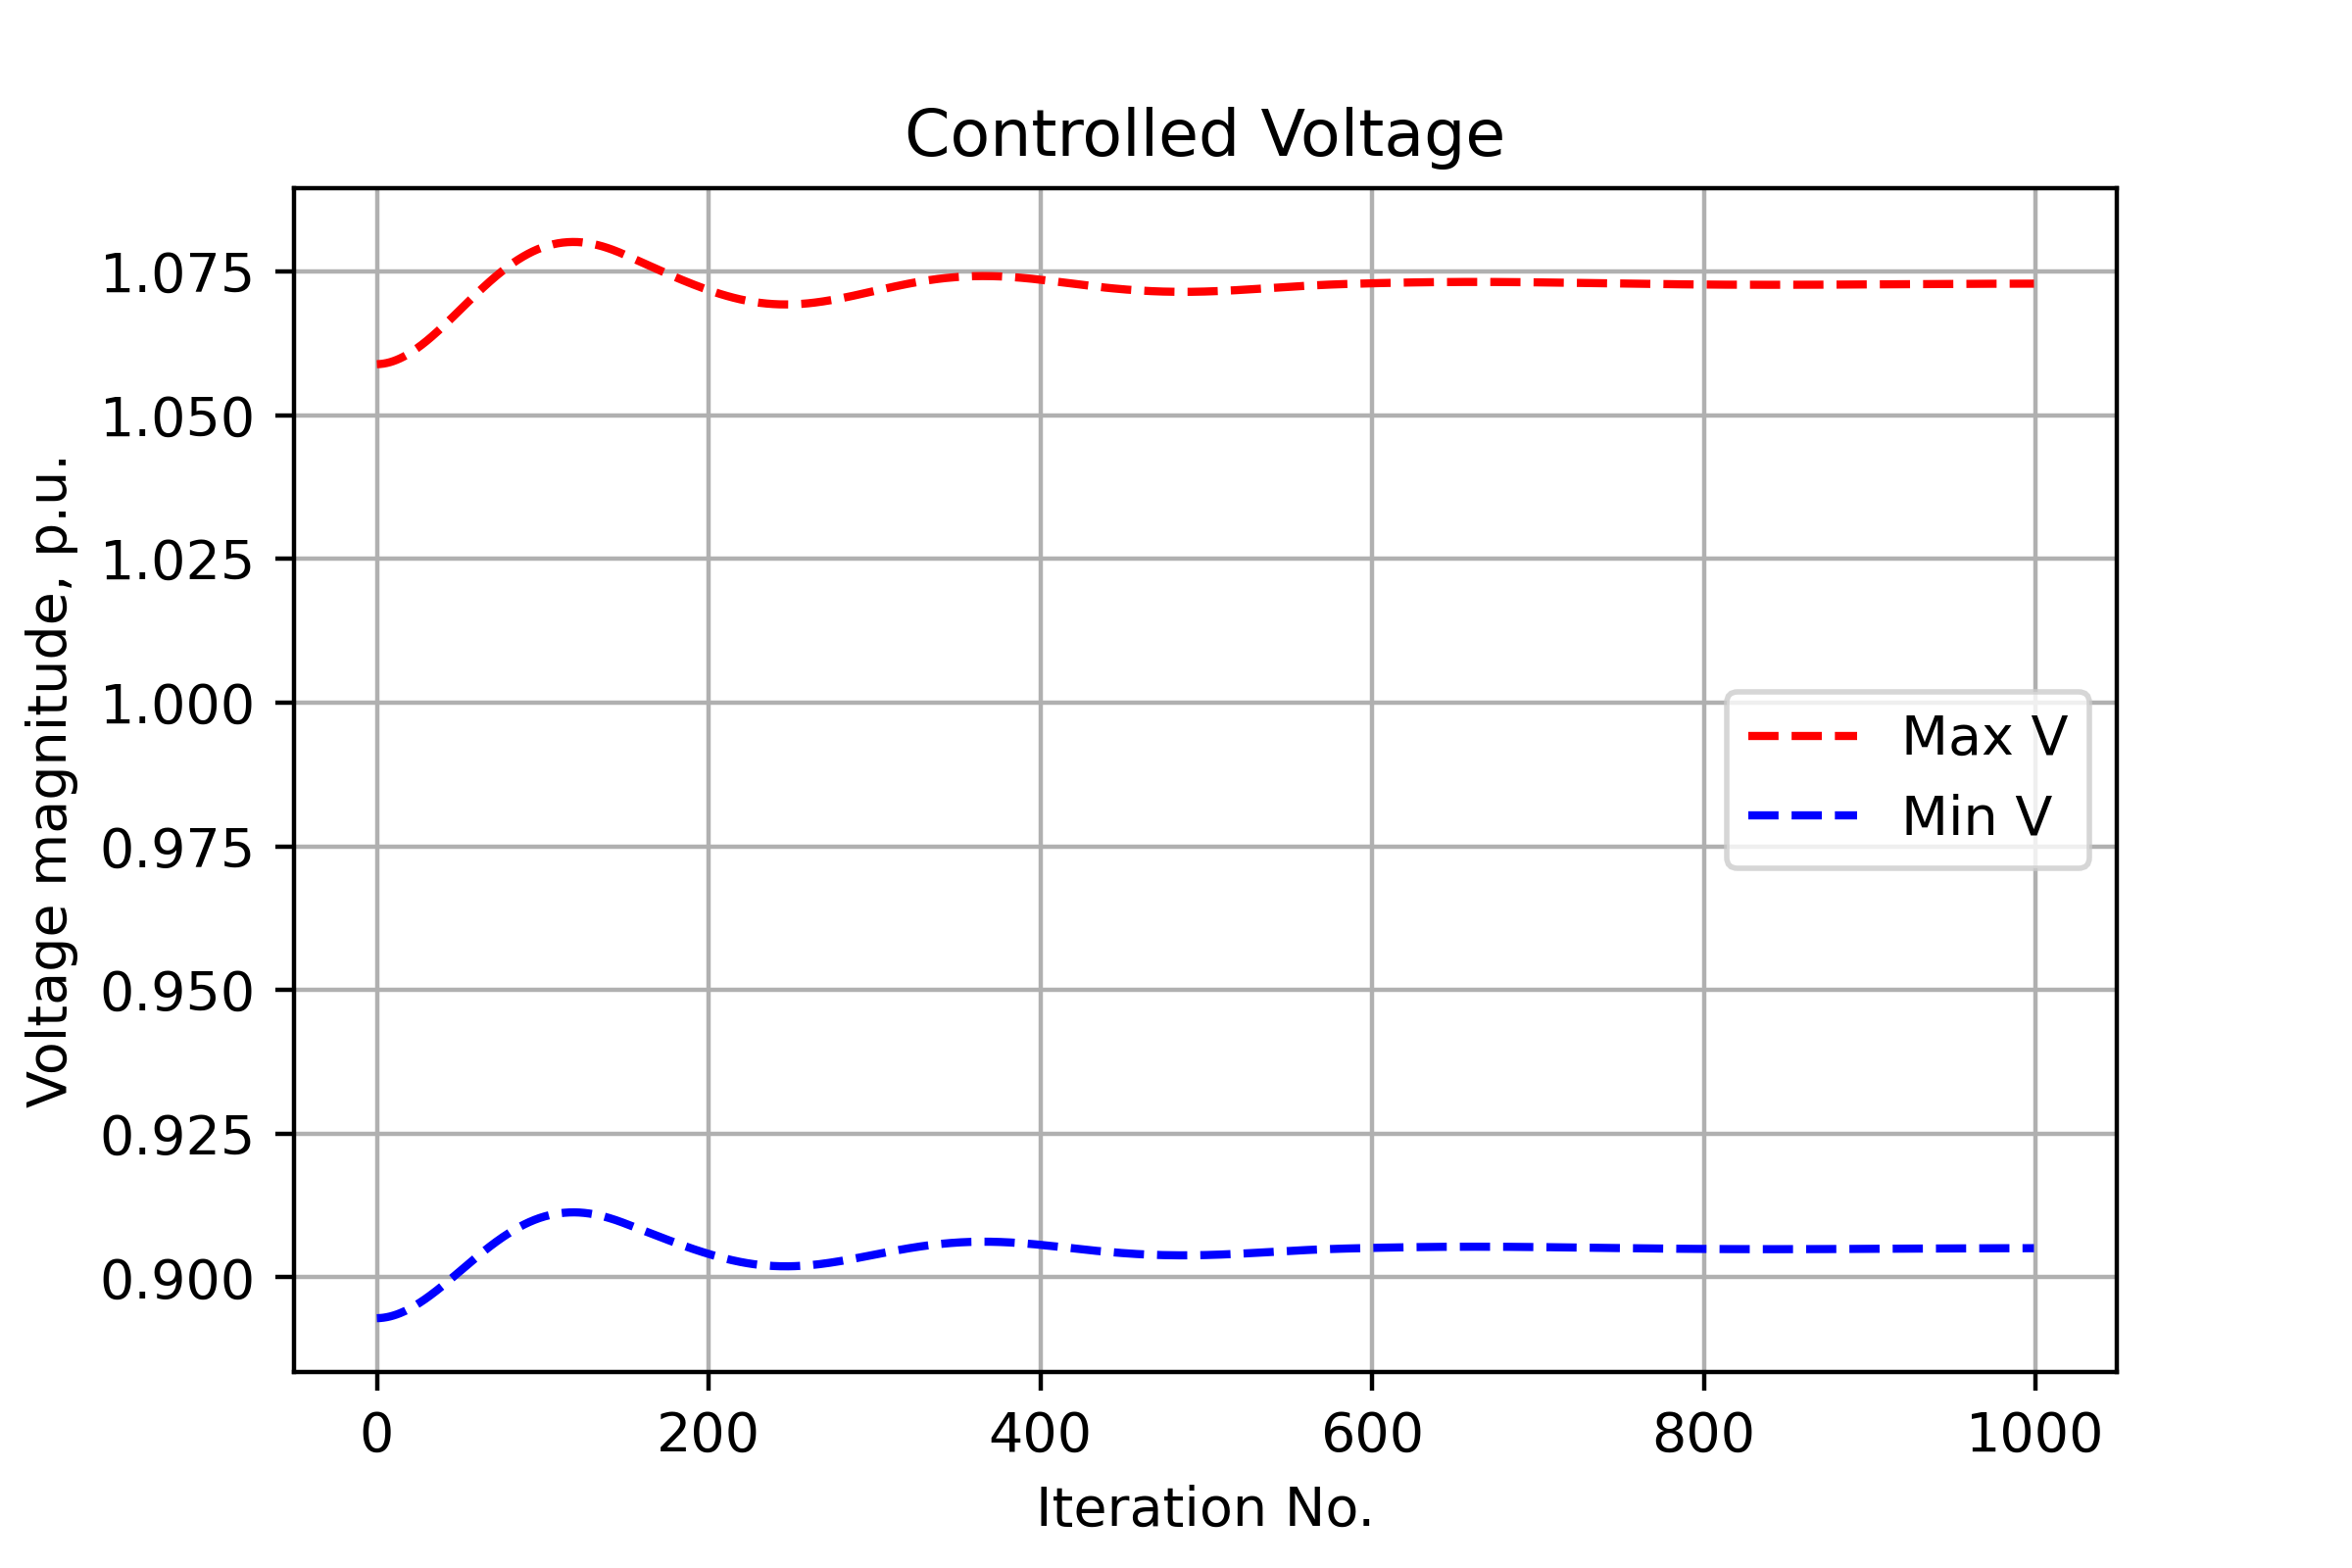 Controlled Voltage
Voltage magnitude, p.u.
1.075
1.050
1.025
1.000
0.975
0.950
0.925
0.900
Max V
Min V
0 200 400 600 800 1000
Iteration No.